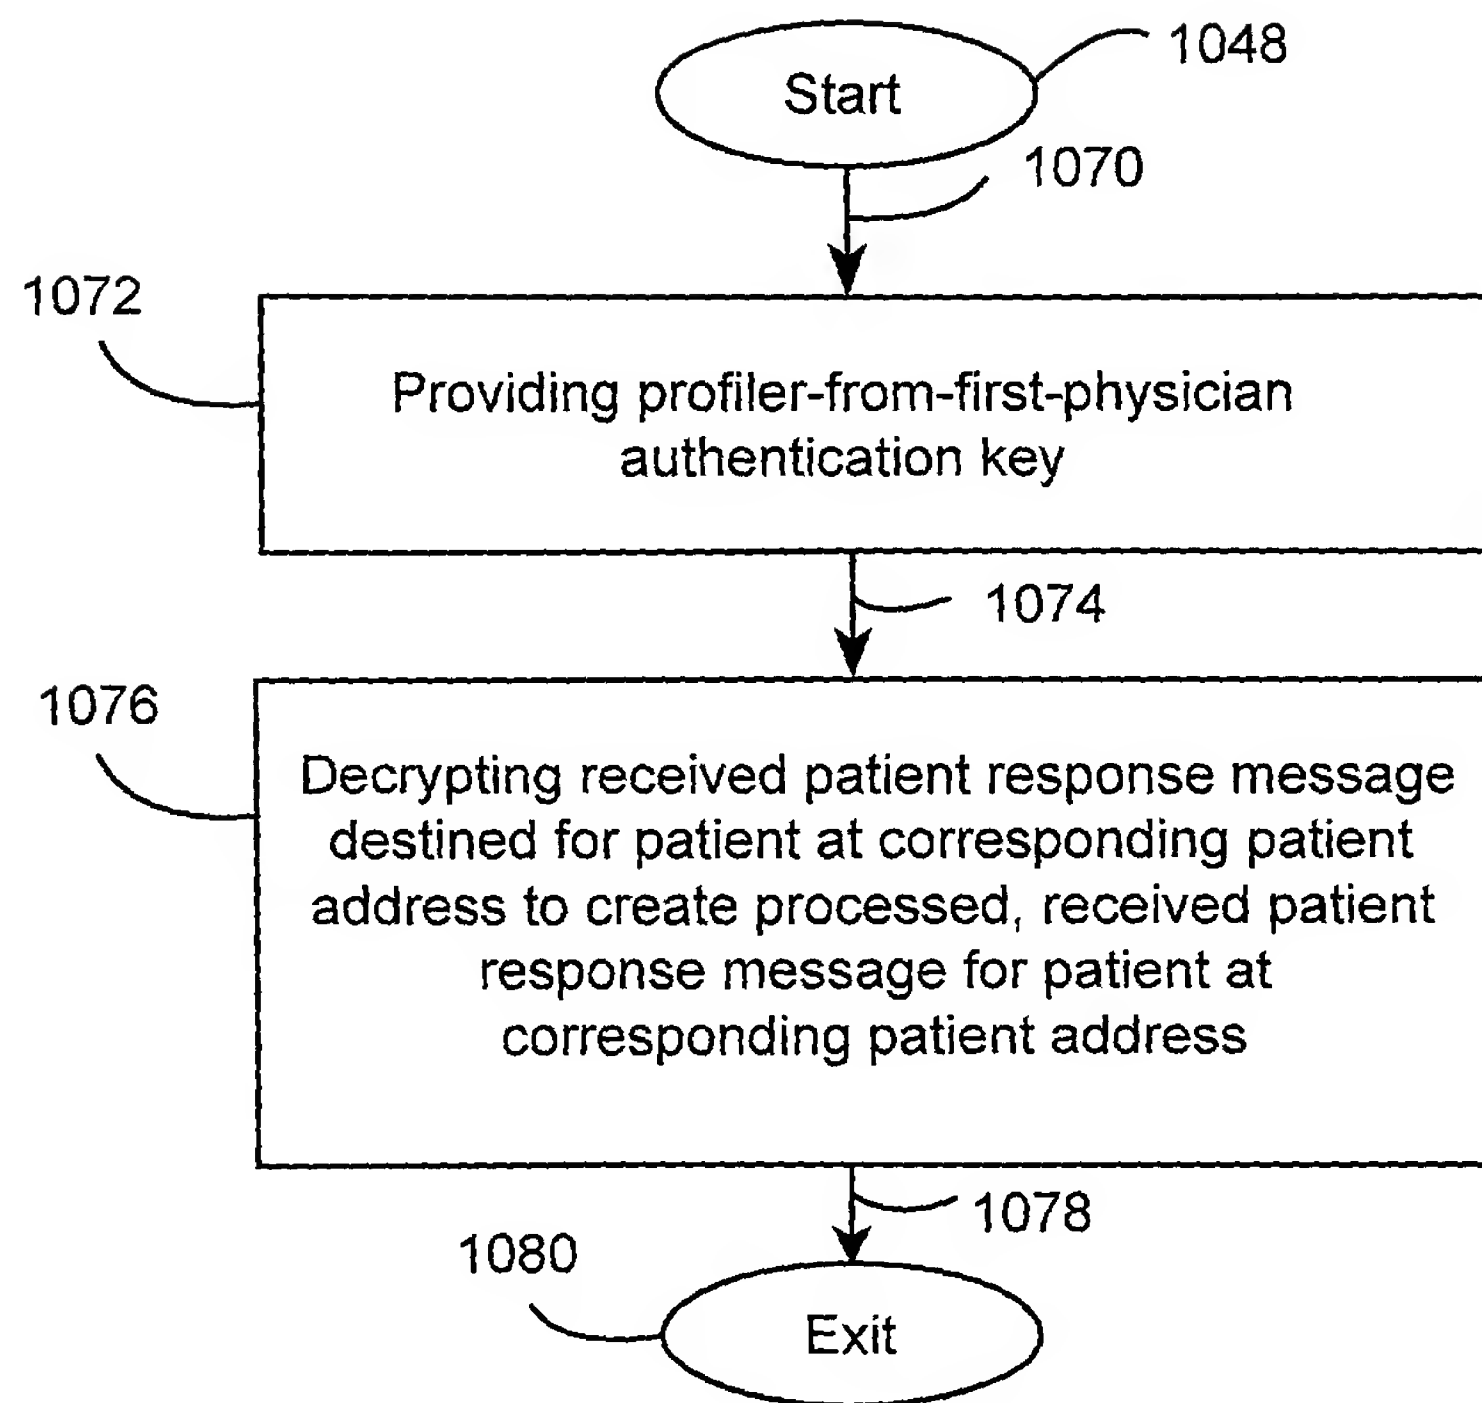 Start
1048
1070
1072
Providing profiler-from-first-physician
authentication key
1074
1076
Decrypting received patient response message
destined for patient at corresponding patient
address to create processed, received patient
response message for patient at
corresponding patient address
1078
1080
Exit